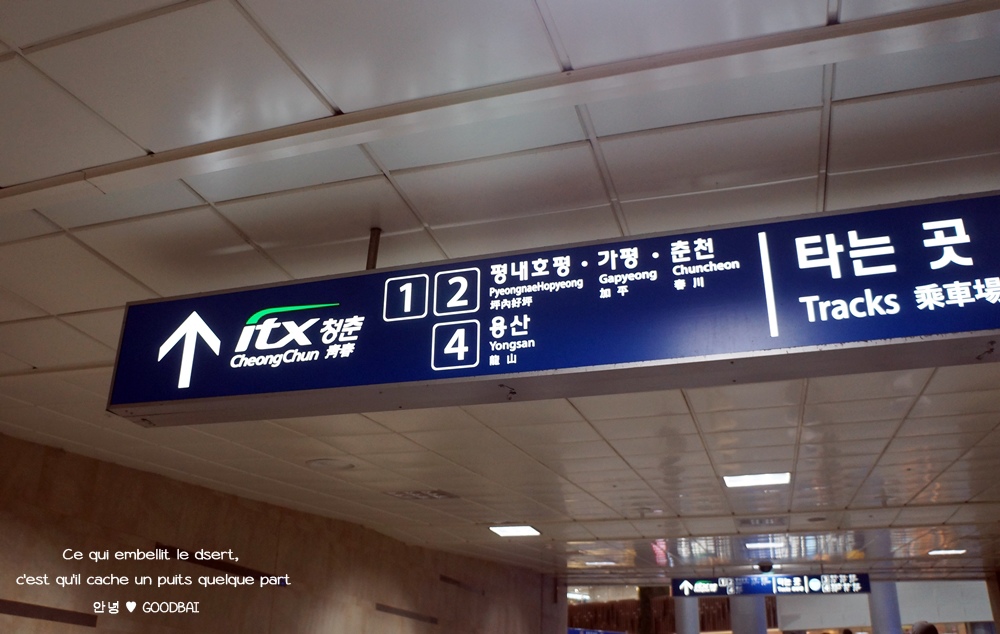 itx 청춘
CheongChun 靑春
1 2 평내호평 · 가평 · 춘천
PyeongnaeHopyeong Gapyeong Chuncheon
坪內好坪 加平 春川
4 용산
Yongsan
龍山
타는 곳
Tracks 乘車場
Ce qui embellit le dsert,
c'est qu'il cache un puits quelque part
안녕 ♥ GOODBAI